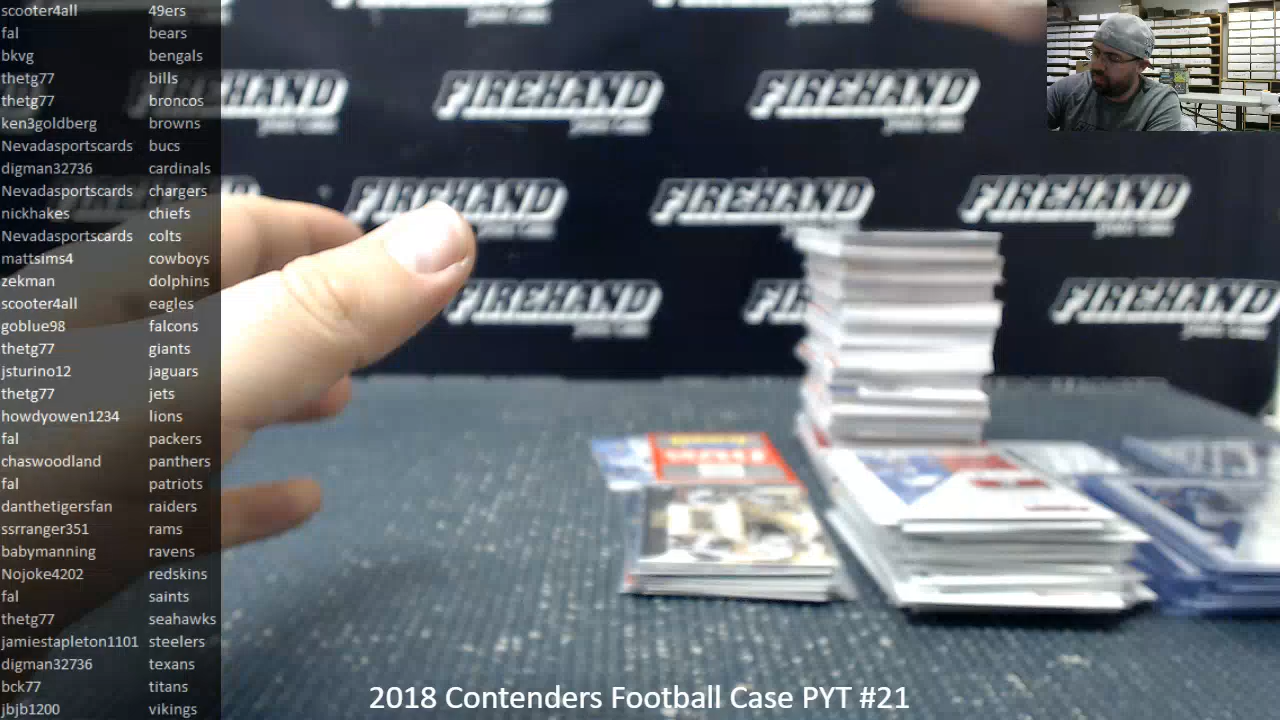 scooter4all 49ers
fal bears
bkvg bengals
thetg77 bills
thetg77 broncos
ken3goldberg browns
Nevadasportscards bucs
digman32736 cardinals
Nevadasportscards chargers
nickhakes chiefs
Nevadasportscards colts
mattsims4 cowboys
zekman dolphins
scooter4all eagles
goblue98 falcons
thetg77 giants
jsturino12 jaguars
thetg77 jets
howdyowen1234 lions
fal packers
chaswoodland panthers
fal patriots
danthetigersfan raiders
ssrranger351 rams
babymanning ravens
Nojoke4202 redskins
fal saints
thetg77 seahawks
jamiestapleton1101 steelers
digman32736 texans
bck77 titans
jbjb1200 vikings
FIREHAND
FIREHAND
FIREHAND
FIREHAND
FIREHAND
FIREHAND
FIREHAND
FIREHAND
2018 Contenders Football Case PYT #21